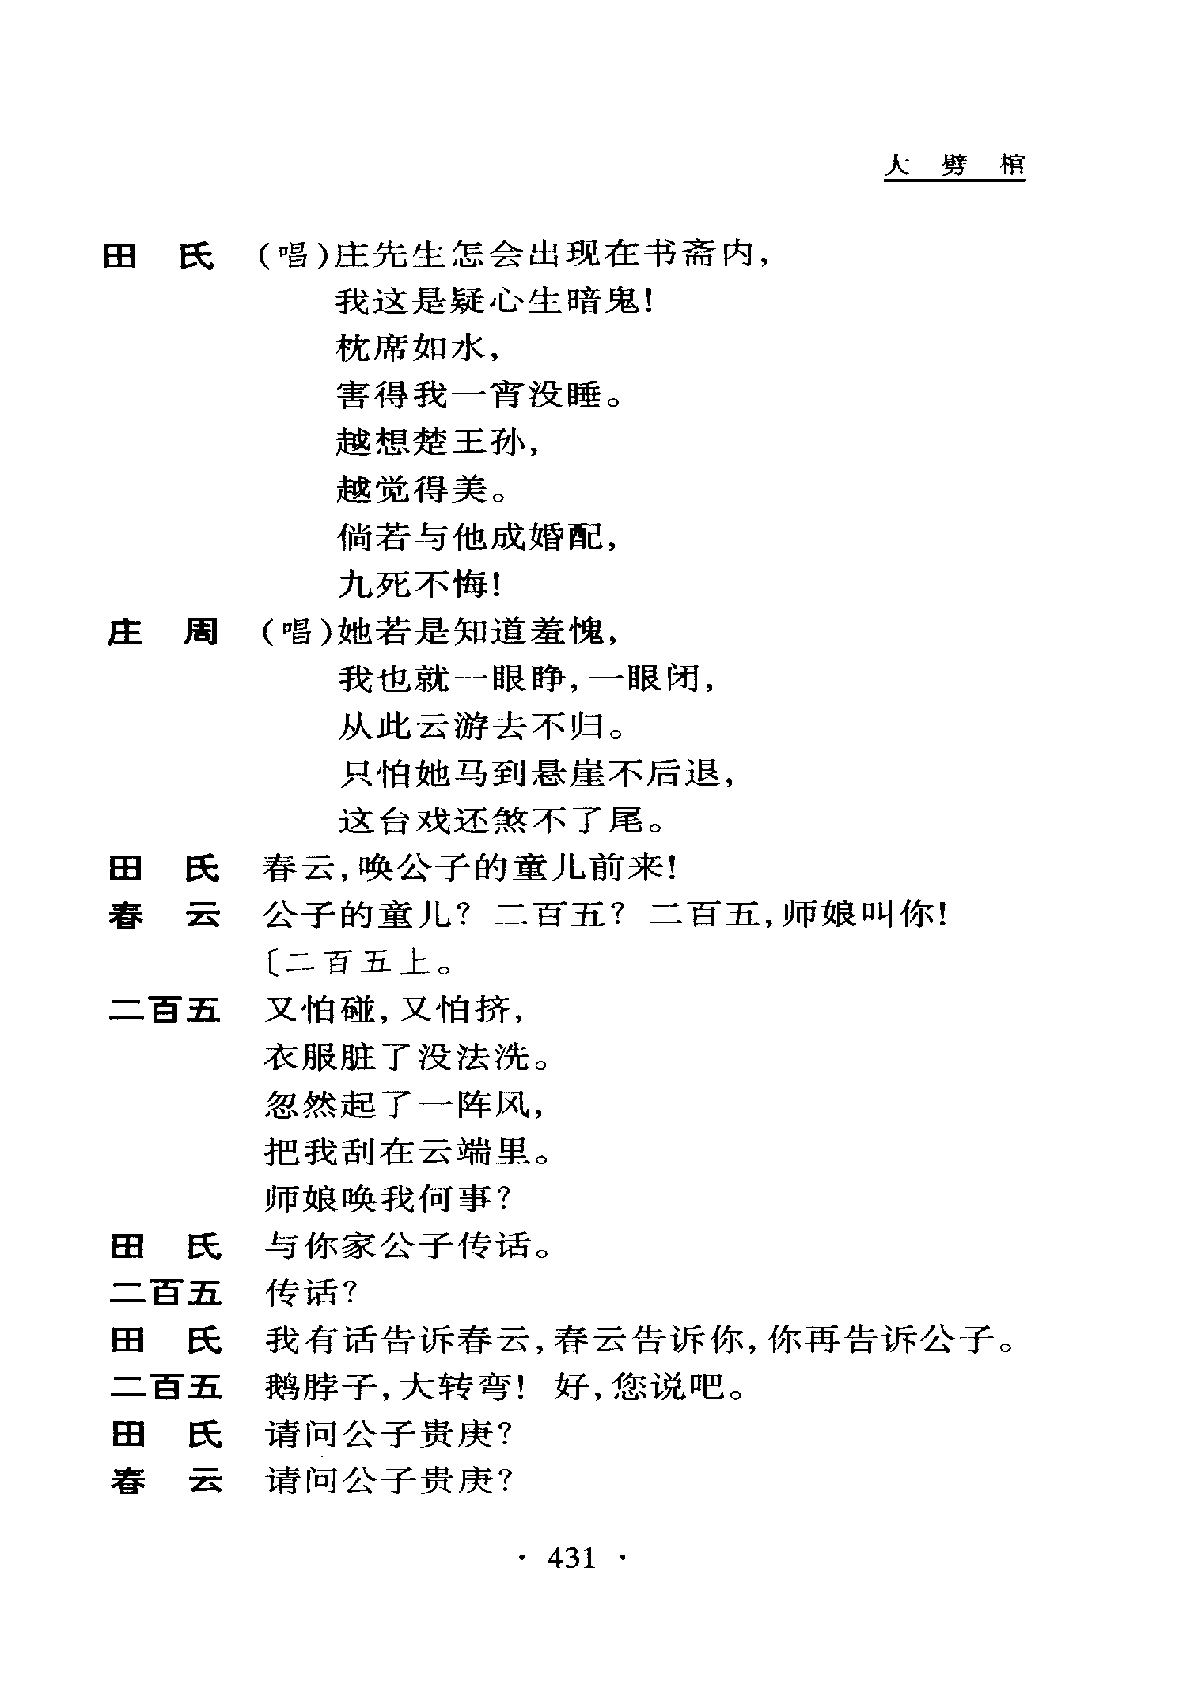 大 劈 棺
田 氏 (唱)庄先生怎会出现在书斋内,
我这是疑心生暗鬼!
枕席如水,
害得我一宵没睡。
越想楚王孙,
越觉得美。
倘若与他成婚配,
九死不悔!
庄 周 (唱)她若是知道羞愧,
我也就一眼睁,一眼闭,
从此云游去不归。
只怕她马到悬崖不后退,
这台戏还煞不了尾。
田 氏 春云,唤公子的童儿前来!
春 云 公子的童儿? 二百五? 二百五,师娘叫你!
〔二百五上。
二百五 又怕碰,又怕挤,
衣服脏了没法洗。
忽然起了一阵风,
把我刮在云端里。
师娘唤我何事?
田 氏 与你家公子传话。
二百五 传话?
田 氏 我有话告诉春云,春云告诉你,你再告诉公子。
二百五 鹅脖子,大转弯! 好,您说吧。
田 氏 请问公子贵庚?
春 云 请问公子贵庚?
· 431 ·